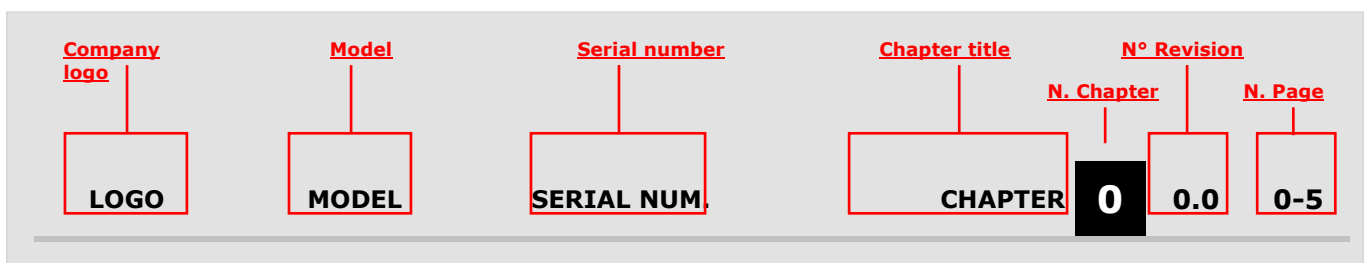 Company
logo
Model
Serial number
Chapter title
N° Revision
N. Chapter
N. Page
LOGO
MODEL
SERIAL NUM.
CHAPTER
0
0.0
0-5